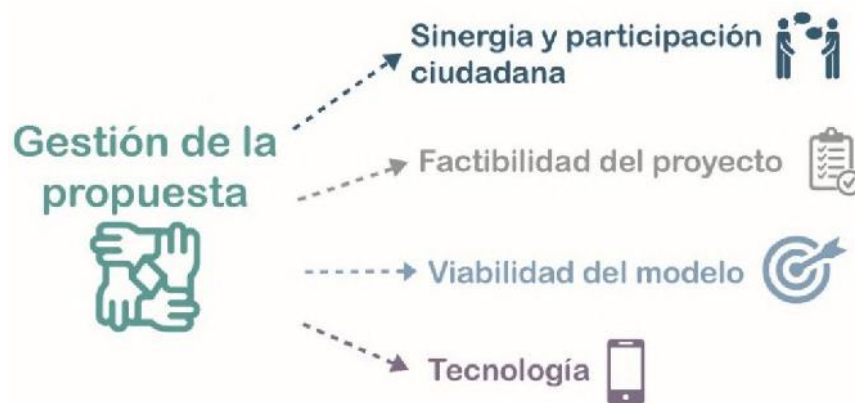 Gestión de la
propuesta
Sinergia y participación
ciudadana
Factibilidad del proyecto
Viabilidad del modelo
Tecnología